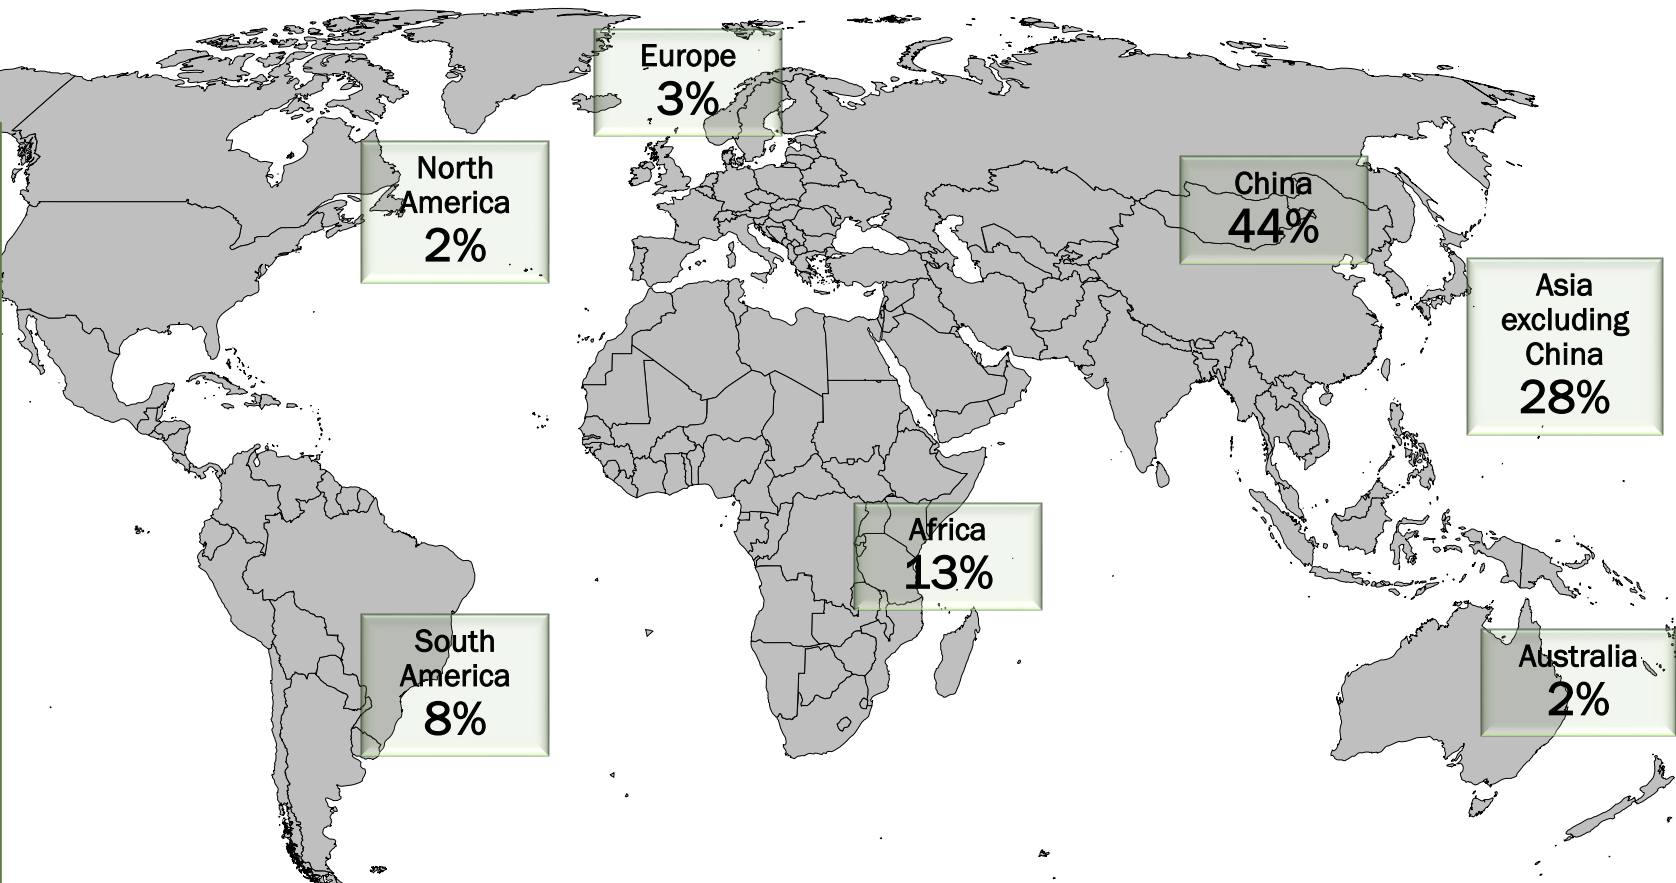 Europe
3%
North
America
2%
China
44%
Asia
excluding
China
28%
Africa
13%
South
America
8%
Australia
2%